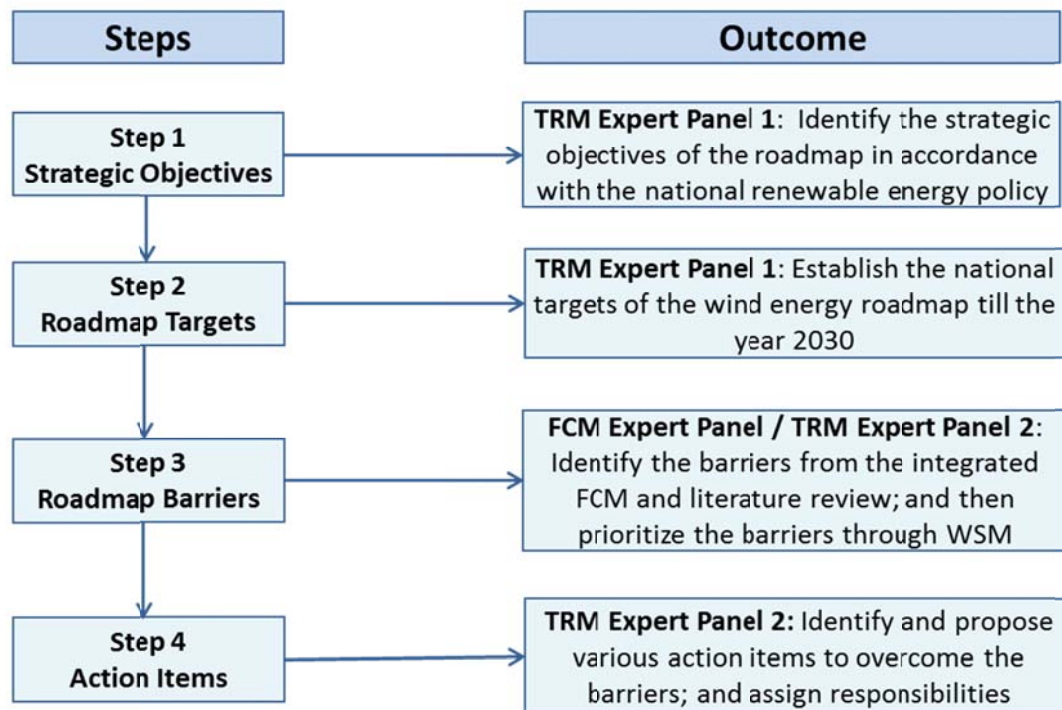 Steps
Outcome
Step 1
Strategic Objectives
TRM Expert Panel 1:  Identify the strategic
objectives of the roadmap in accordance
with the national renewable energy policy
Step 2
Roadmap Targets
TRM Expert Panel 1: Establish the national
targets of the wind energy roadmap till the
year 2030
Step 3
Roadmap Barriers
FCM Expert Panel / TRM Expert Panel 2:
Identify the barriers from the integrated
FCM and literature review; and then
prioritize the barriers through WSM
Step 4
Action Items
TRM Expert Panel 2: Identify and propose
various action items to overcome the
barriers; and assign responsibilities